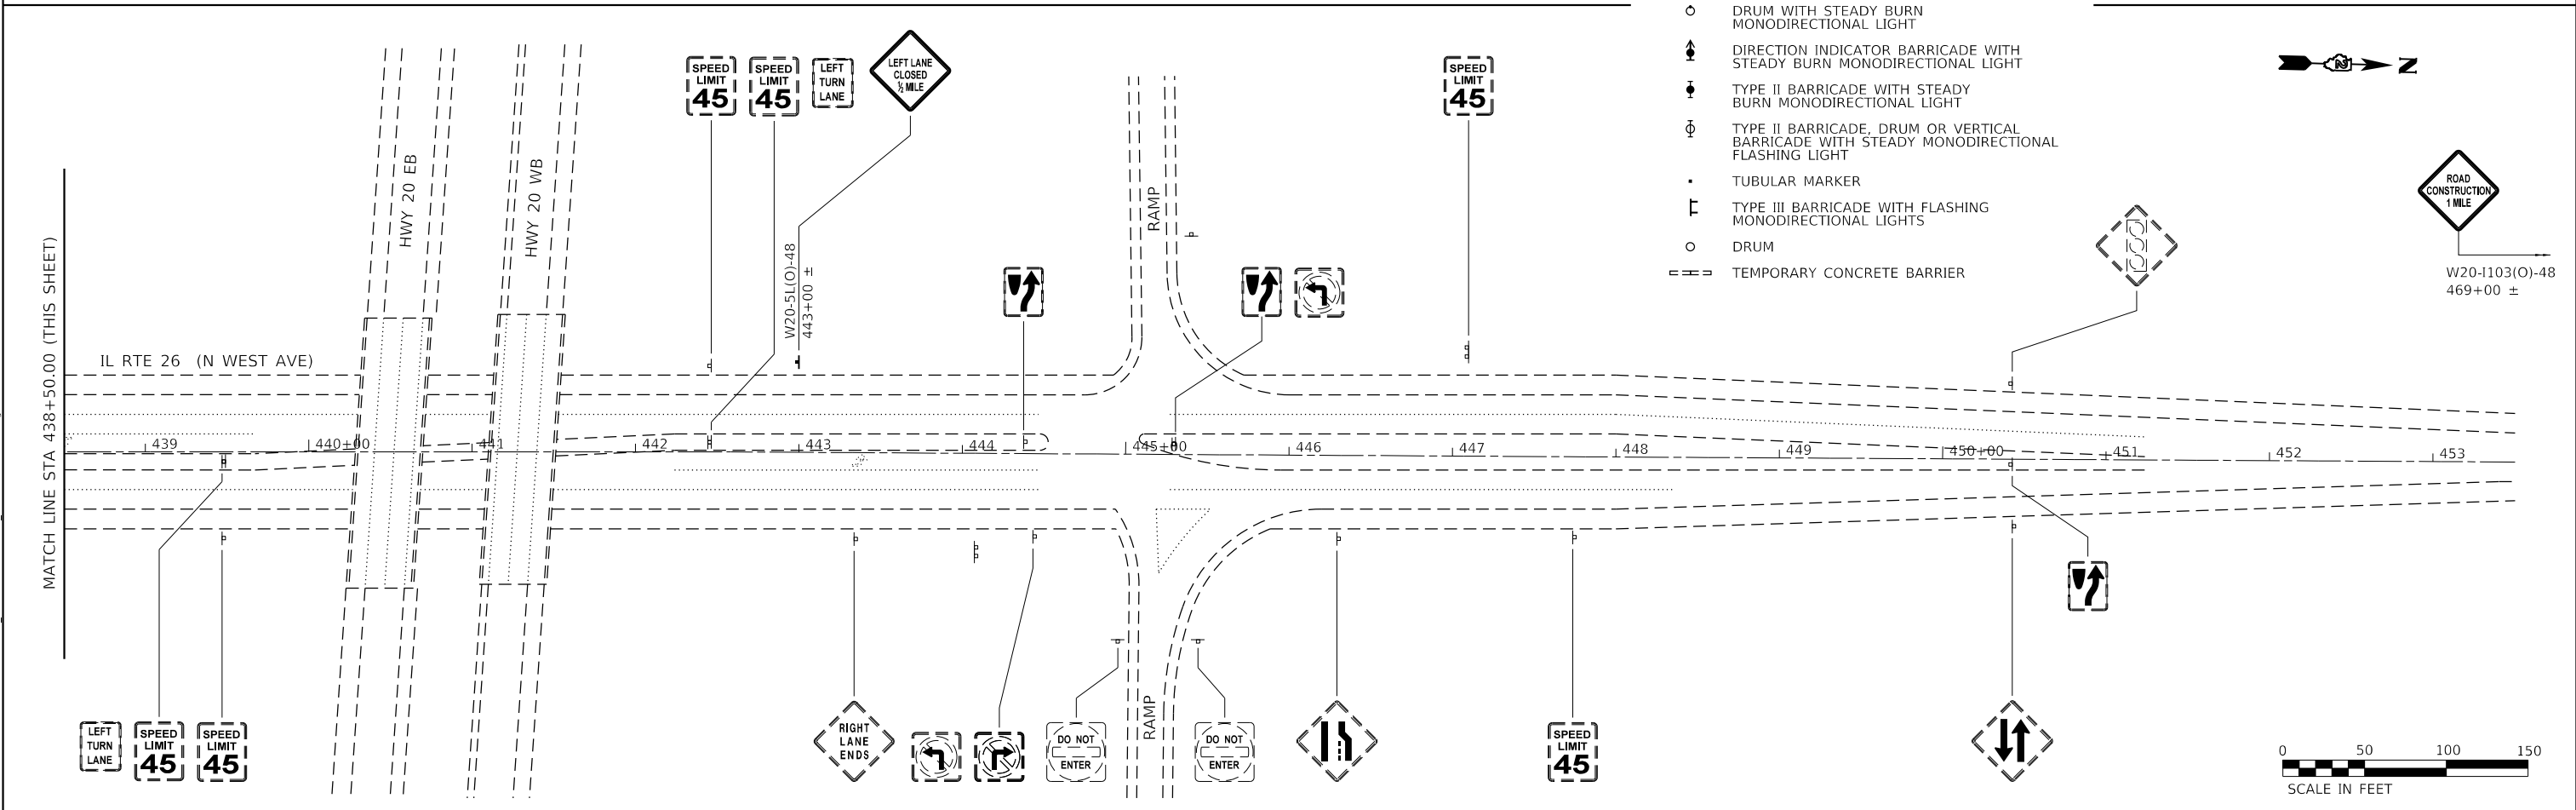 DRUM WITH STEADY BURN
MONODIRECTIONAL LIGHT
DIRECTION INDICATOR BARRICADE WITH
STEADY BURN MONODIRECTIONAL LIGHT
TYPE II BARRICADE WITH STEADY
BURN MONODIRECTIONAL LIGHT
TYPE II BARRICADE, DRUM OR VERTICAL
BARRICADE WITH STEADY MONODIRECTIONAL
FLASHING LIGHT
TUBULAR MARKER
TYPE III BARRICADE WITH FLASHING
MONODIRECTIONAL LIGHTS
DRUM
TEMPORARY CONCRETE BARRIER
N
SPEED
LIMIT
45
SPEED
LIMIT
45
LEFT
TURN
LANE
LEFT LANE
CLOSED
½ MILE
SPEED
LIMIT
45
ROAD
CONSTRUCTION
1 MILE
W20-I103(O)-48
469+00 ±
HWY 20 EB
HWY 20 WB
W20-5L(O)-48
443+00 ±
RAMP
MATCH LINE STA 438+50.00 (THIS SHEET)
IL RTE 26 (N WEST AVE)
439
440+00
441
442
443
444
445+00
446
447
448
449
450+00
451
452
453
LEFT
TURN
LANE
SPEED
LIMIT
45
SPEED
LIMIT
45
RIGHT
LANE
ENDS
DO NOT
ENTER
RAMP
DO NOT
ENTER
SPEED
LIMIT
45
0 50 100 150
SCALE IN FEET